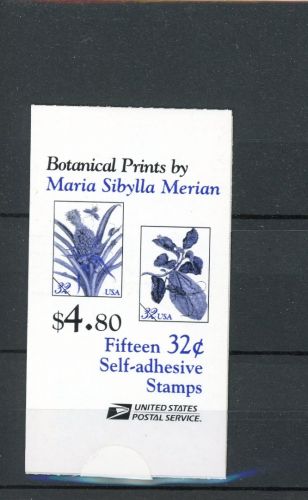 Botanical Prints by
Maria Sibylla Merian
32 USA
32 USA
$4.80
Fifteen 32¢
Self-adhesive
Stamps
UNITED STATES
POSTAL SERVICE.